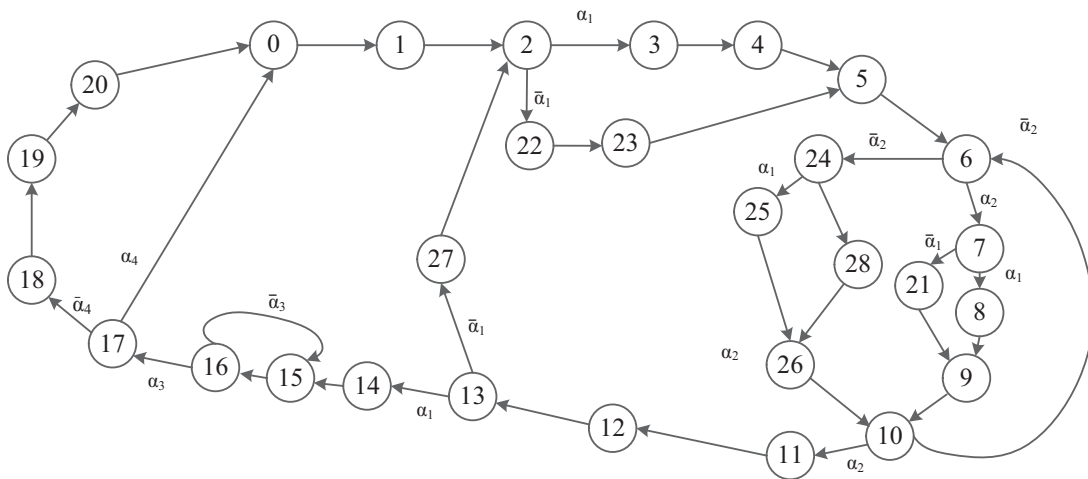 α₁
0 1 2 3 4
20 5
ᾱ₁ ᾱ₂
22 23 ᾱ₂
19 24 6
α₁
25 α₂
ᾱ₁ 7
α₄ 27 28 21 α₁
18 8
ᾱ₃
ᾱ₄ ᾱ₁
17 α₂
16 15 14 13 26 9
α₃ α₁
12 10
11 α₂